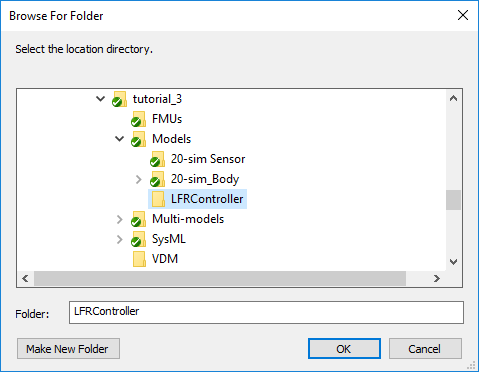 Browse For Folder
Select the location directory.
tutorial_3
FMUs
Models
20-sim Sensor
20-sim_Body
LFRController
Multi-models
SysML
VDM
Folder: LFRController
Make New Folder OK Cancel